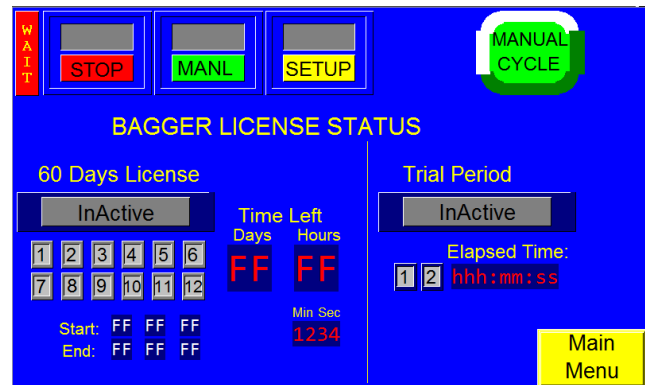 WAIT
STOP
MANL
SETUP
MANUAL
CYCLE
BAGGER LICENSE STATUS
60 Days License
InActive
1 2 3 4 5 6
7 8 9 10 11 12
Start: FF FF FF
End: FF FF FF
Time Left
Days Hours
FF FF
Min Sec
1234
Trial Period
InActive
Elapsed Time:
1 2 hhh:mm:ss
Main
Menu